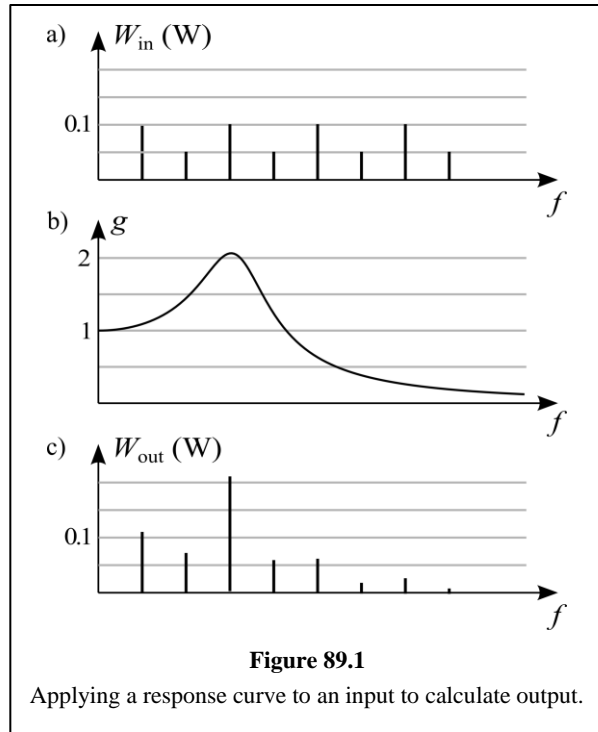 a) W_in (W)
0.1
f
b) g
2
1
f
c) W_out (W)
0.1
f
Figure 89.1
Applying a response curve to an input to calculate output.